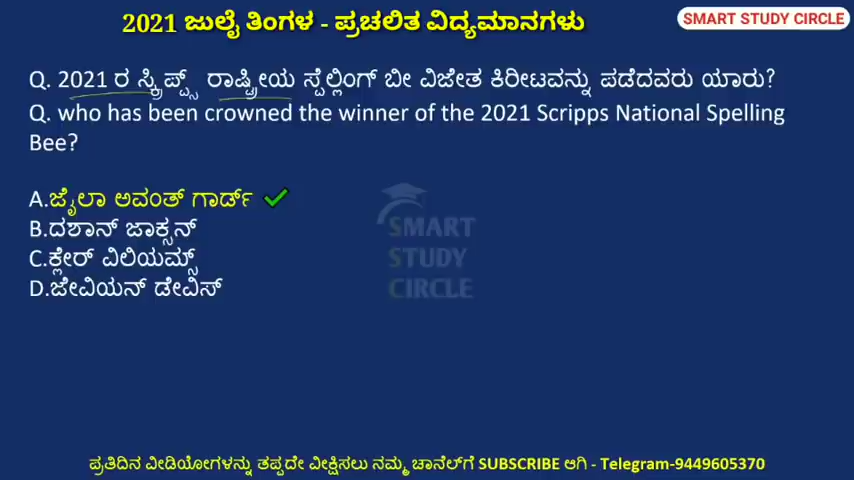 2021 ಜುಲೈ ತಿಂಗಳ - ಪ್ರಚಲಿತ ವಿದ್ಯಮಾನಗಳು
SMART STUDY CIRCLE
Q. 2021 ರ ಸ್ಕ್ರಿಪ್ಪ್ಸ್ ರಾಷ್ಟ್ರೀಯ ಸ್ಪೆಲ್ಲಿಂಗ್ ಬೀ ವಿಜೇತ ಕಿರೀಟವನ್ನು ಪಡೆದವರು ಯಾರು?
Q. who has been crowned the winner of the 2021 Scripps National Spelling
Bee?
A.ಜೈಲಾ ಅವಂತ್ ಗಾರ್ಡ್
B.ದಶಾನ್ ಜಾಕ್ಸನ್
C.ಕ್ಲೇರ್ ವಿಲಿಯಮ್ಸ್
D.ಜೇವಿಯನ್ ಡೇವಿಸ್
SMART
STUDY
CIRCLE
ಪ್ರತಿದಿನ ವೀಡಿಯೋಗಳನ್ನು ತಪ್ಪದೇ ವೀಕ್ಷಿಸಲು ನಮ್ಮ ಚಾನೆಲ್‌ಗೆ SUBSCRIBE ಆಗಿ - Telegram-9449605370